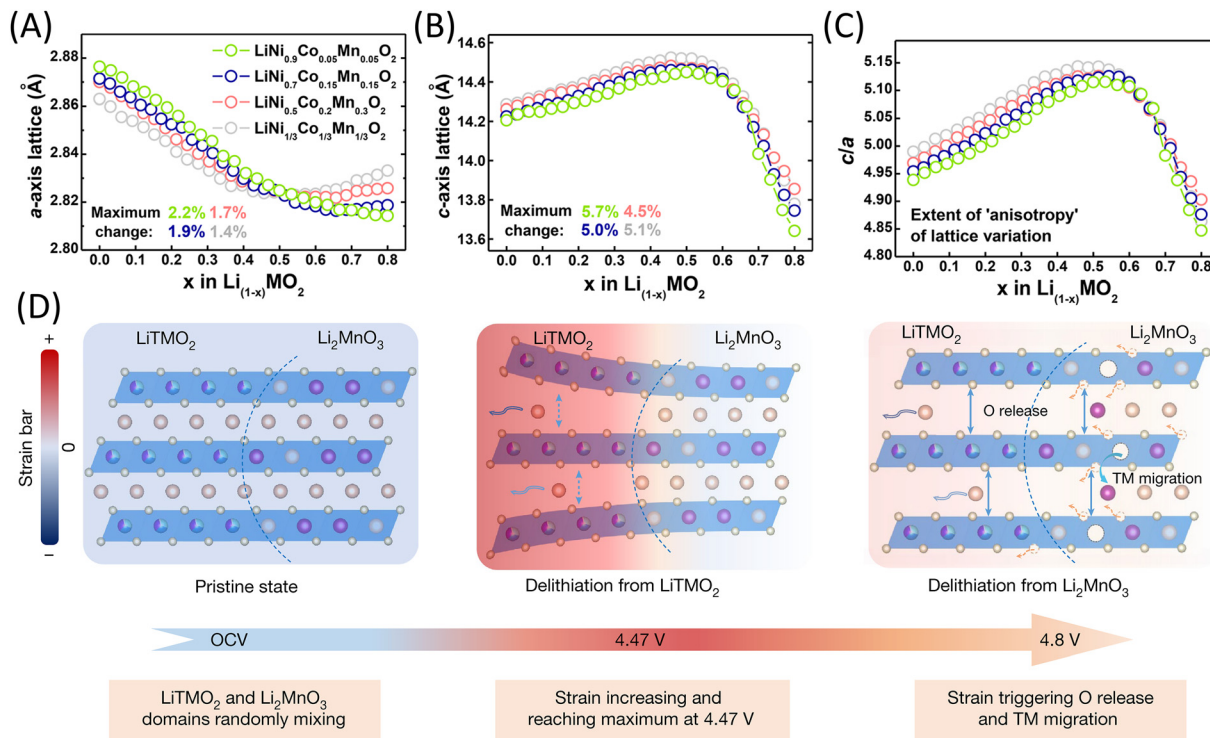 (A)
a-axis lattice (Å)
2.88
2.86
2.84
2.82
2.80
LiNi0.9Co0.05Mn0.05O2
LiNi0.7Co0.15Mn0.15O2
LiNi0.5Co0.2Mn0.3O2
LiNi1/3Co1/3Mn1/3O2
Maximum 2.2% 1.7%
change: 1.9% 1.4%
0.0 0.1 0.2 0.3 0.4 0.5 0.6 0.7 0.8
x in Li(1-x)MO2
(B)
c-axis lattice (Å)
14.6
14.4
14.2
14.0
13.8
13.6
Maximum 5.7% 4.5%
change: 5.0% 5.1%
0.0 0.1 0.2 0.3 0.4 0.5 0.6 0.7 0.8
x in Li(1-x)MO2
(C)
c/a
5.15
5.10
5.05
5.00
4.95
4.90
4.85
4.80
Extent of 'anisotropy'
of lattice variation
0.0 0.1 0.2 0.3 0.4 0.5 0.6 0.7 0.8
x in Li(1-x)MO2
(D)
Strain bar
+
0
−
LiTMO2 Li2MnO3
Pristine state
LiTMO2 Li2MnO3
Delithiation from LiTMO2
LiTMO2 Li2MnO3
O release
TM migration
Delithiation from Li2MnO3
OCV 4.47 V 4.8 V
LiTMO2 and Li2MnO3
domains randomly mixing
Strain increasing and
reaching maximum at 4.47 V
Strain triggering O release
and TM migration